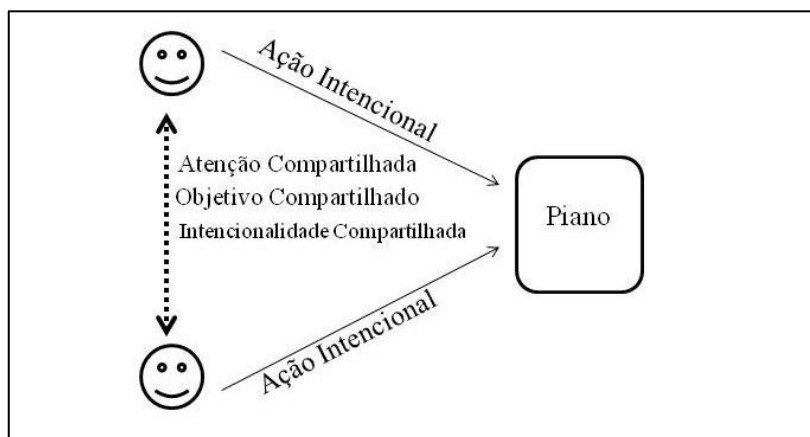 Ação Intencional
Atenção Compartilhada
Objetivo Compartilhado
Intencionalidade Compartilhada
Piano
Ação Intencional